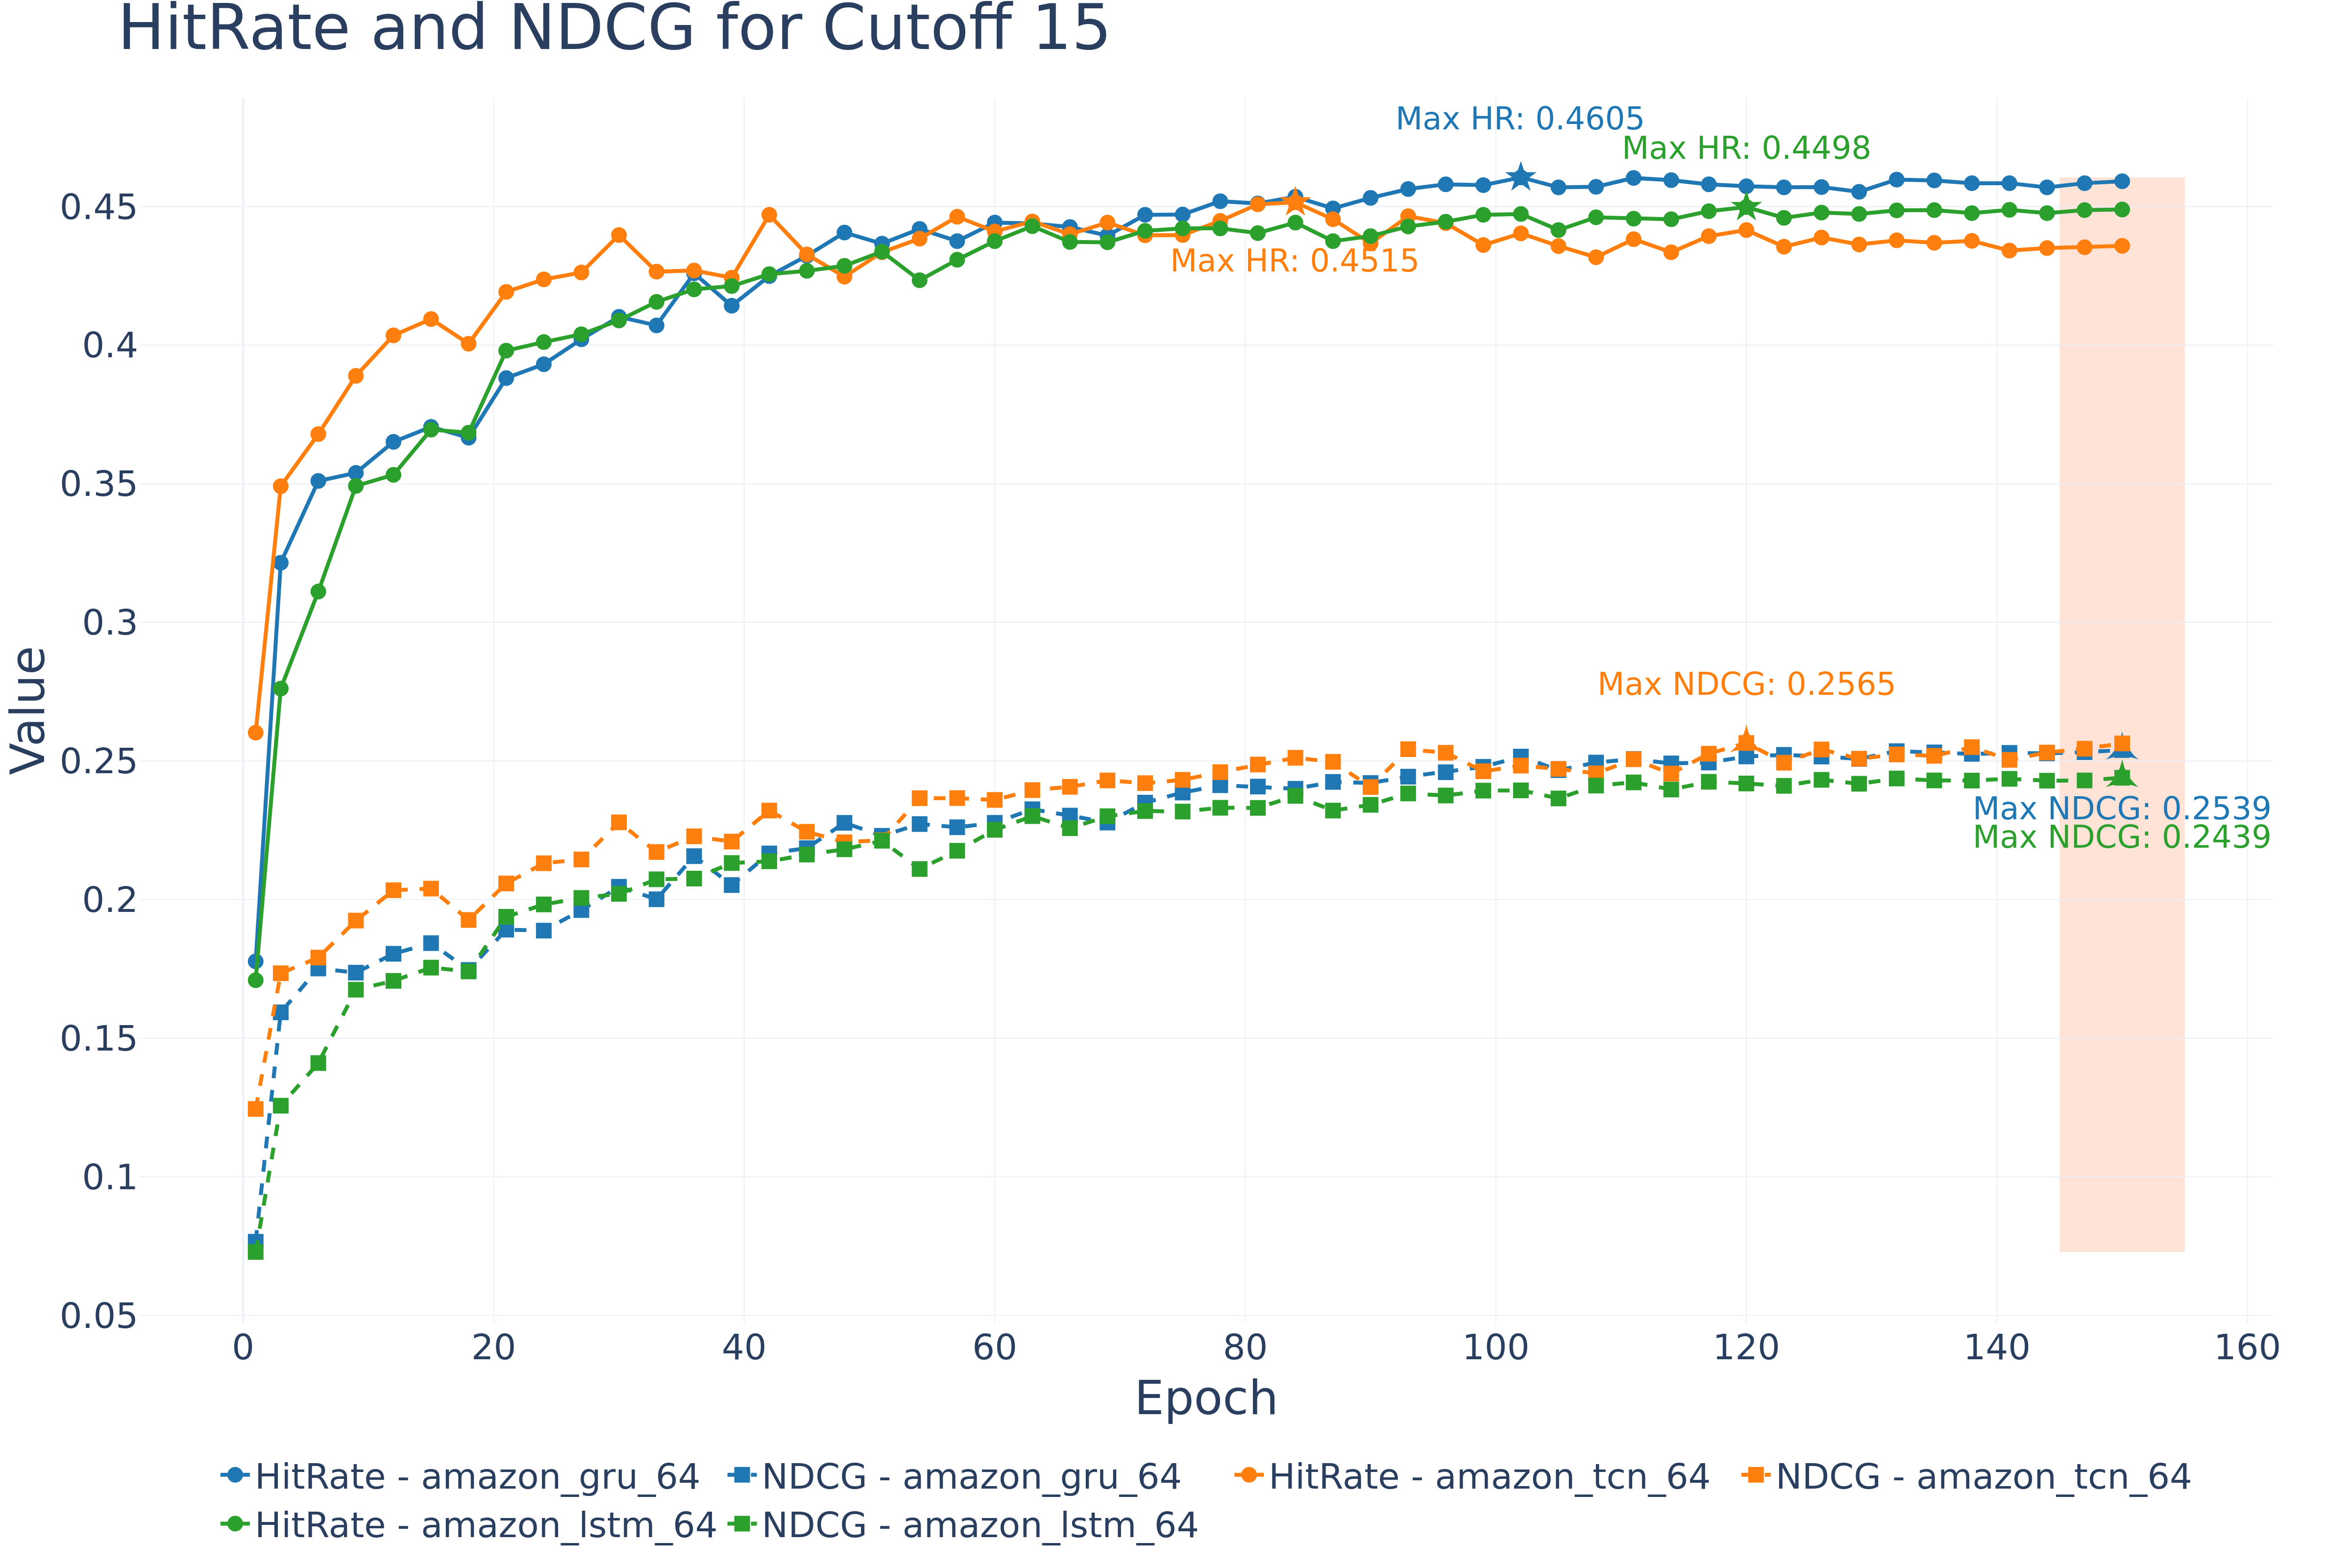 HitRate and NDCG for Cutoff 15
Max HR: 0.4605
Max HR: 0.4498
Max HR: 0.4515
Max NDCG: 0.2565
Max NDCG: 0.2539
Max NDCG: 0.2439
Value
0.45
0.4
0.35
0.3
0.25
0.2
0.15
0.1
0.05
0 20 40 60 80 100 120 140 160
Epoch
HitRate - amazon_gru_64 NDCG - amazon_gru_64 HitRate - amazon_tcn_64 NDCG - amazon_tcn_64
HitRate - amazon_lstm_64 NDCG - amazon_lstm_64